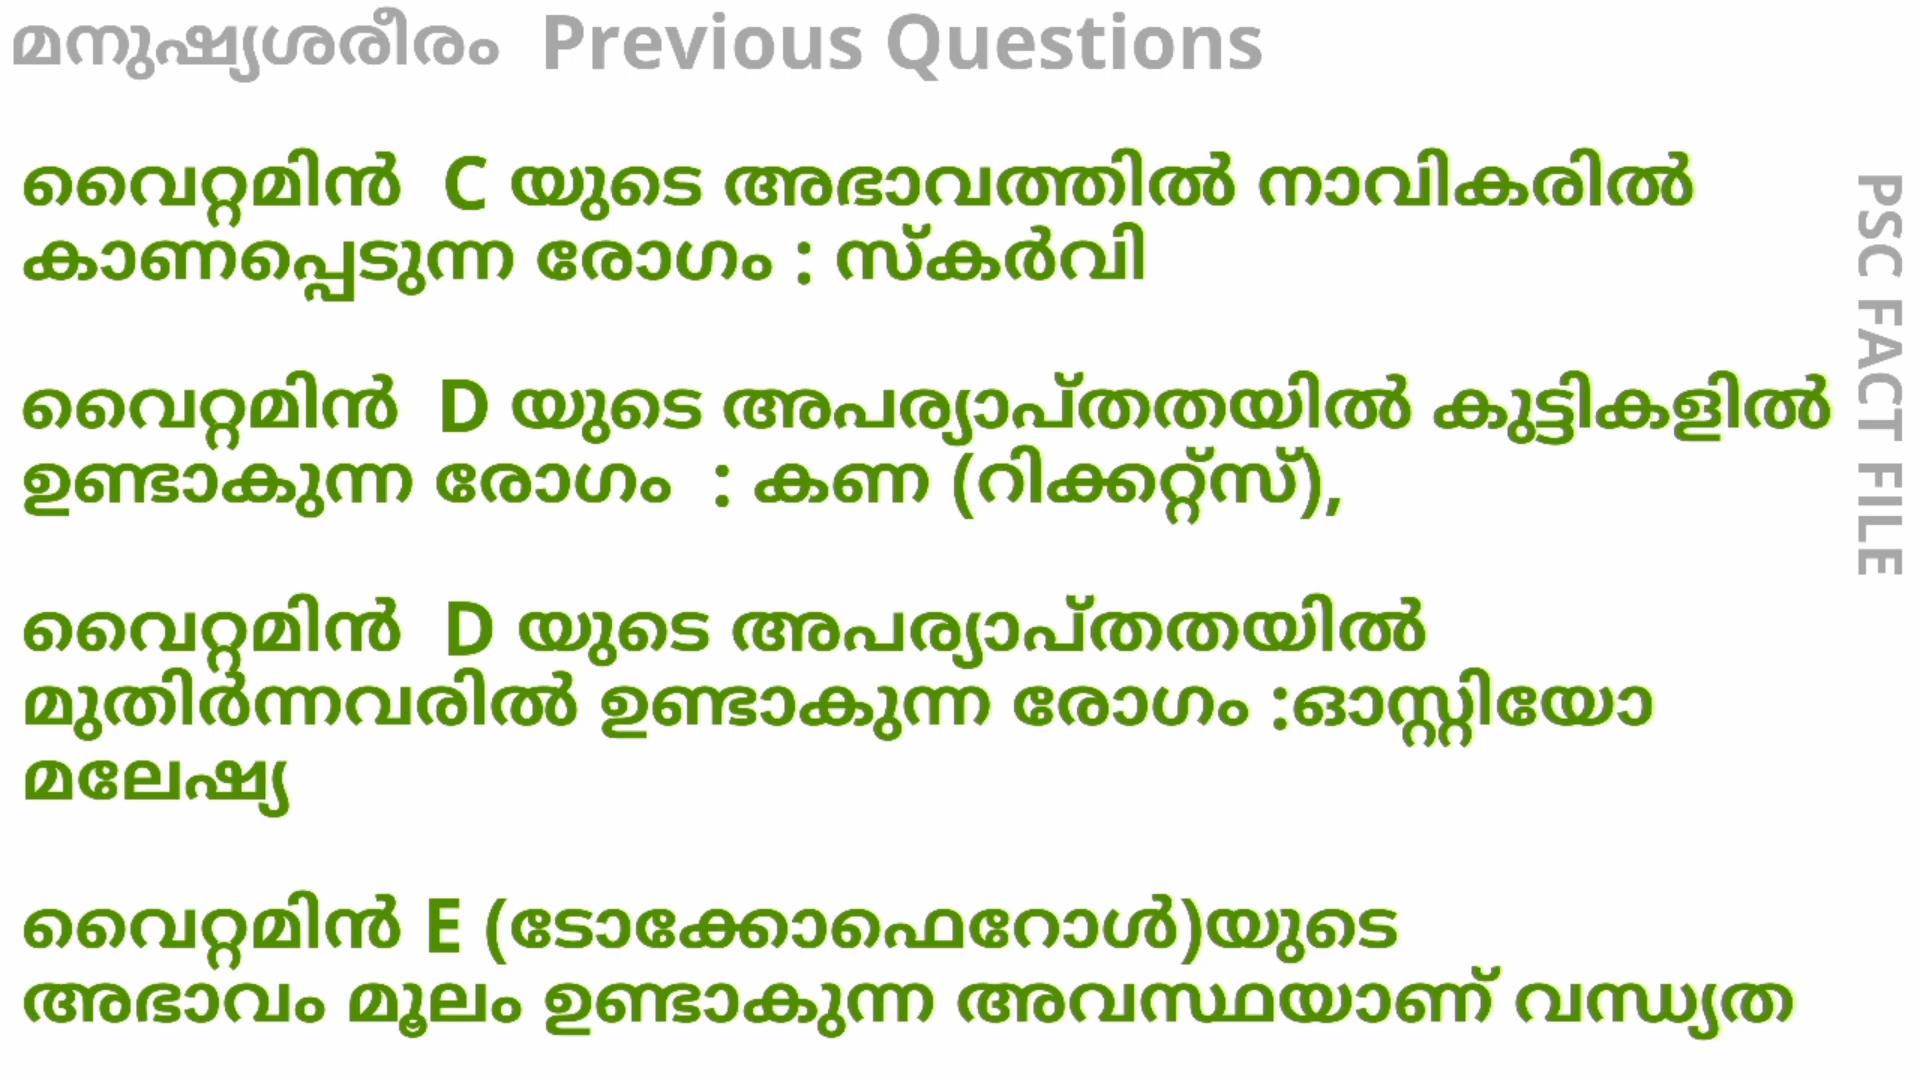 മനുഷ്യശരീരം Previous Questions
വൈറ്റമിൻ C യുടെ അഭാവത്തിൽ നാവികരിൽ
കാണപ്പെടുന്ന രോഗം : സ്കർവി
വൈറ്റമിൻ D യുടെ അപര്യാപ്തതയിൽ കുട്ടികളിൽ
ഉണ്ടാകുന്ന രോഗം : കണ (റിക്കറ്റ്സ്),
വൈറ്റമിൻ D യുടെ അപര്യാപ്തതയിൽ
മുതിർന്നവരിൽ ഉണ്ടാകുന്ന രോഗം :ഓസ്റ്റിയോ
മലേഷ്യ
വൈറ്റമിൻ E (ടോക്കോഫെറോൾ)യുടെ
അഭാവം മൂലം ഉണ്ടാകുന്ന അവസ്ഥയാണ് വന്ധ്യത
PSC FACT FILE